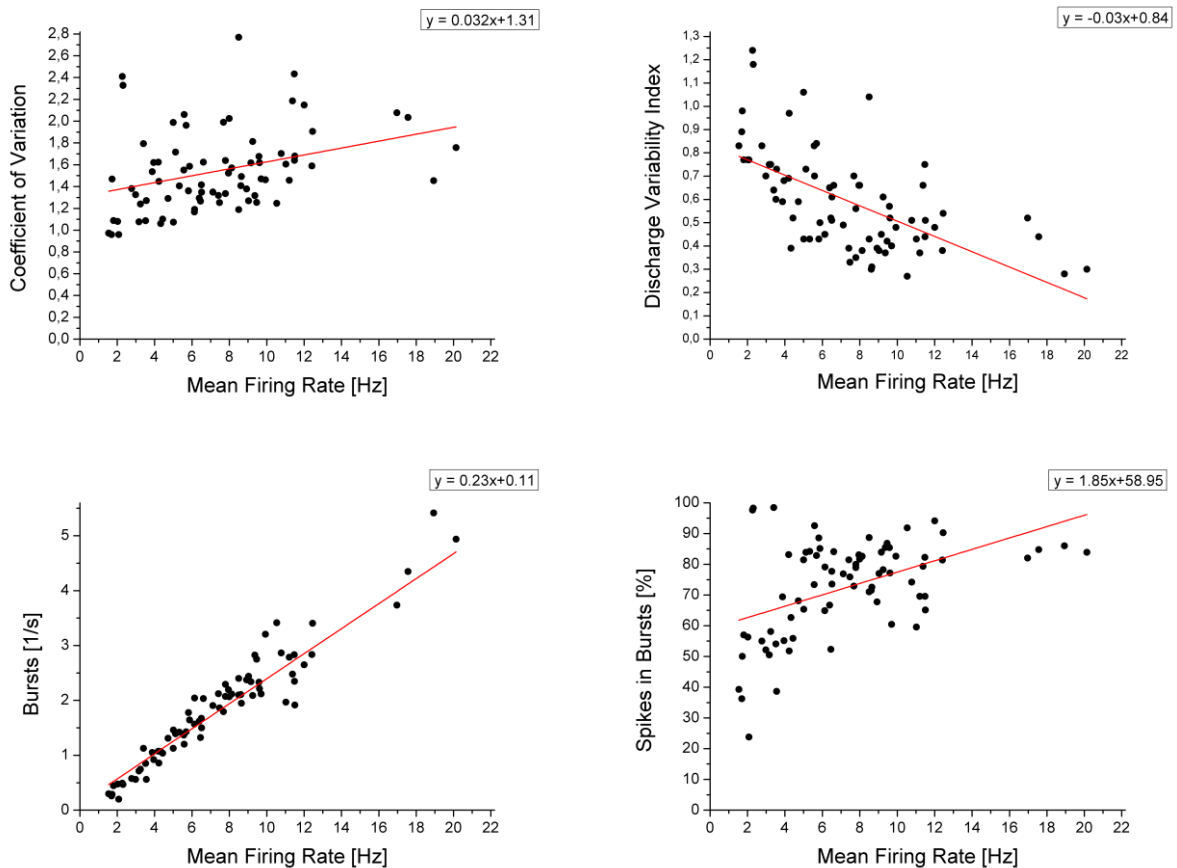 y = 0.032x+1.31
2,8
2,6
2,4
2,2
2,0
1,8
1,6
1,4
1,2
1,0
0,8
0,6
0,4
0,2
0,0
Coefficient of Variation
0 2 4 6 8 10 12 14 16 18 20 22
Mean Firing Rate [Hz]
y = -0.03x+0.84
1,3
1,2
1,1
1,0
0,9
0,8
0,7
0,6
0,5
0,4
0,3
0,2
0,1
0,0
Discharge Variability Index
0 2 4 6 8 10 12 14 16 18 20 22
Mean Firing Rate [Hz]
y = 0.23x+0.11
5
4
3
2
1
0
Bursts [1/s]
0 2 4 6 8 10 12 14 16 18 20 22
Mean Firing Rate [Hz]
y = 1.85x+58.95
100
90
80
70
60
50
40
30
20
10
0
Spikes in Bursts [%]
0 2 4 6 8 10 12 14 16 18 20 22
Mean Firing Rate [Hz]